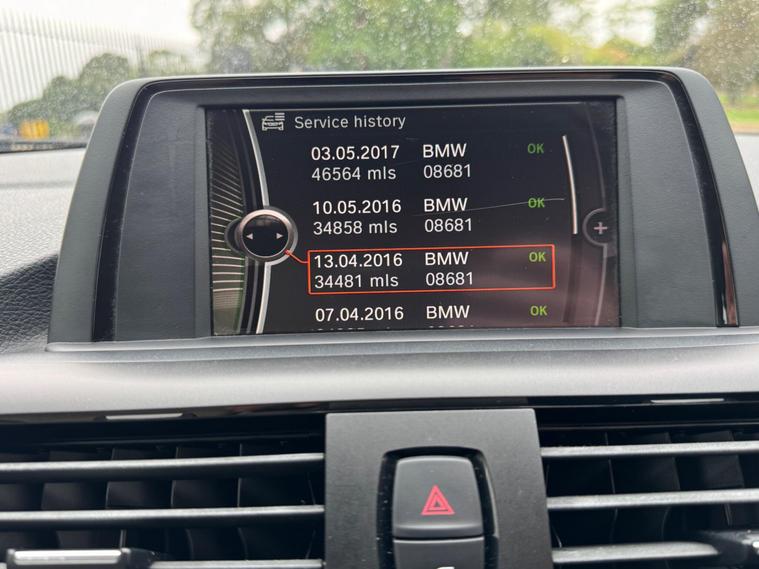 Service history
03.05.2017 BMW OK
46564 mls 08681
10.05.2016 BMW OK
34858 mls 08681
13.04.2016 BMW OK
34481 mls 08681
07.04.2016 BMW OK